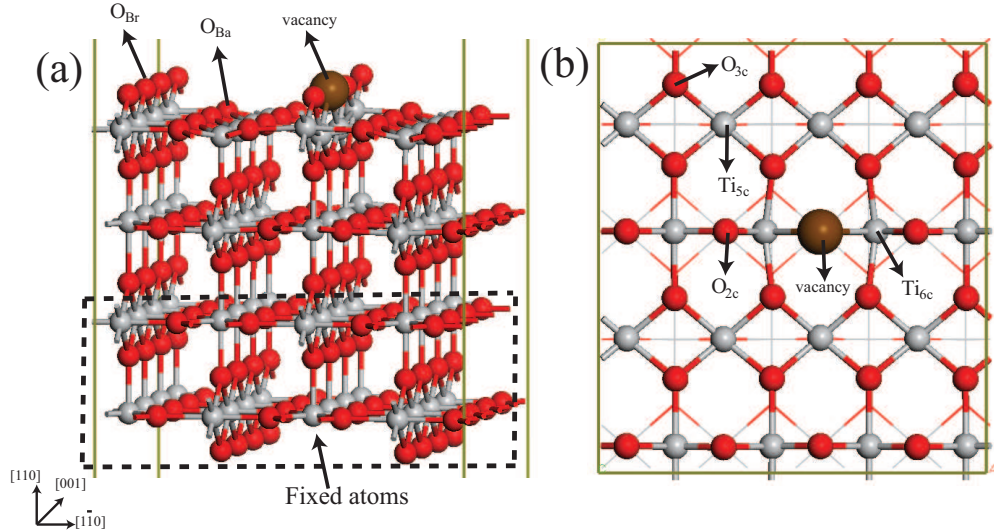 (a)
O_Br
O_Ba
vacancy
Fixed atoms
[110]
[001]
[1̄10]
(b)
O_3c
Ti_5c
O_2c
vacancy
Ti_6c